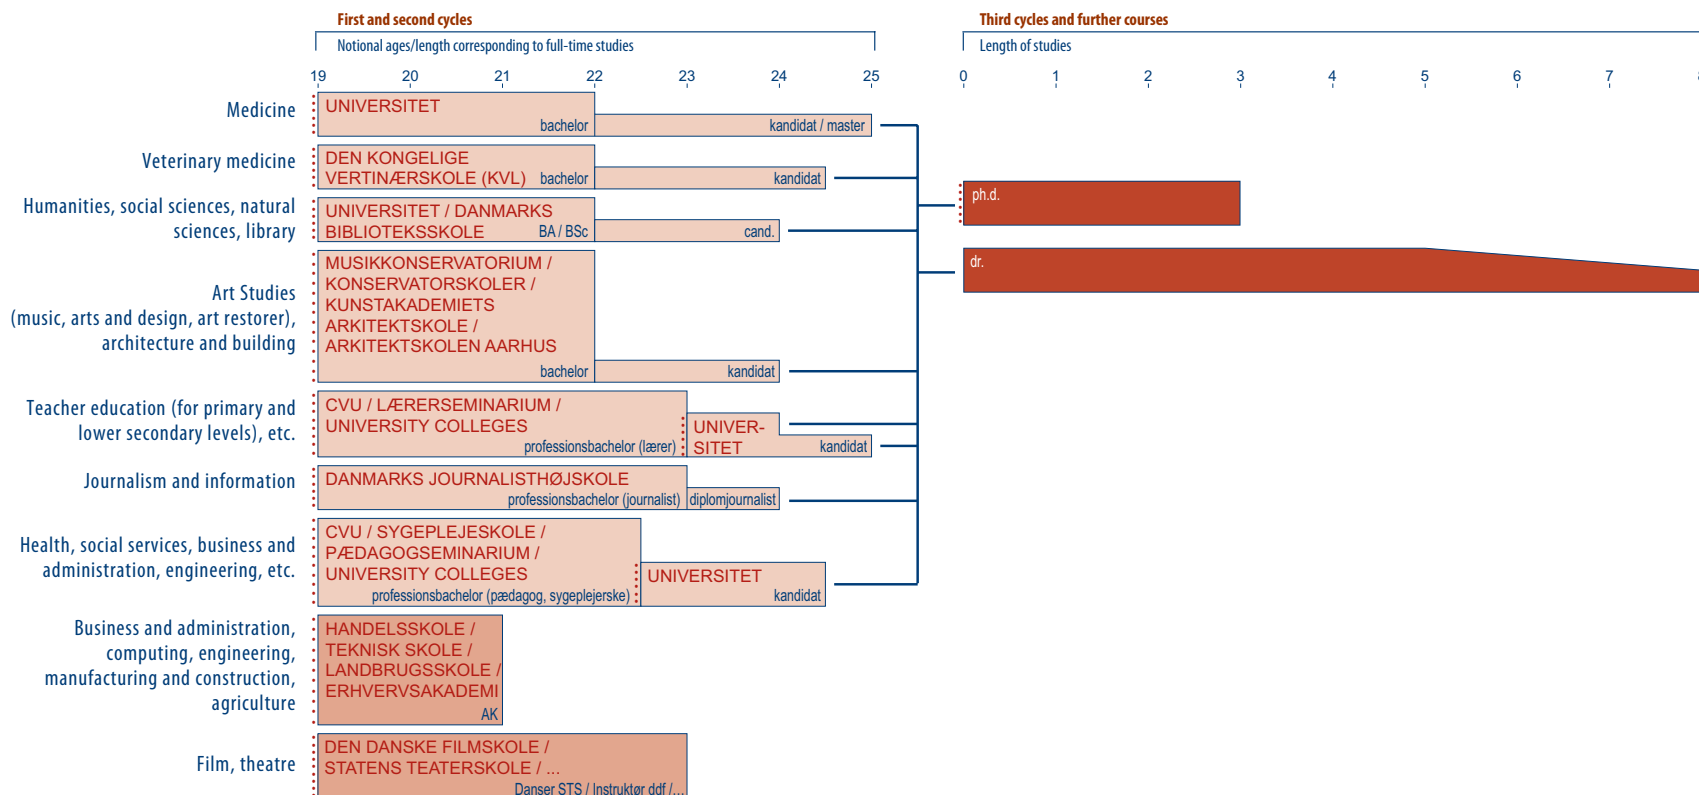 First and second cycles
Notional ages/length corresponding to full-time studies
19 20 21 22 23 24 25
Third cycles and further courses
Length of studies
0 1 2 3 4 5 6 7
Medicine
UNIVERSITET
bachelor
kandidat / master
Veterinary medicine
DEN KONGELIGE
VERTINÆRSKOLE (KVL)
bachelor
kandidat
Humanities, social sciences, natural
sciences, library
UNIVERSITET / DANMARKS
BIBLIOTEKSSKOLE
BA / BSc
cand.
ph.d.
dr.
Art Studies
(music, arts and design, art restorer),
architecture and building
MUSIKKONSERVATORIUM /
KONSERVATORSKOLER /
KUNSTAKADEMIETS
ARKITEKTSKOLE /
ARKITEKTSKOLEN AARHUS
bachelor
kandidat
Teacher education (for primary and
lower secondary levels), etc.
CVU / LÆRERSEMINARIUM /
UNIVERSITY COLLEGES
professionsbachelor (lærer)
UNIVER-
SITET
kandidat
Journalism and information
DANMARKS JOURNALISTHØJSKOLE
professionsbachelor (journalist)
diplomjournalist
Health, social services, business and
administration, engineering, etc.
CVU / SYGEPLEJESKOLE /
PÆDAGOGSEMINARIUM /
UNIVERSITY COLLEGES
professionsbachelor (pædagog, sygeplejerske)
UNIVERSITET
kandidat
Business and administration,
computing, engineering,
manufacturing and construction,
agriculture
HANDELSSKOLE /
TEKNISK SKOLE /
LANDBRUGSSKOLE /
ERHVERVSAKADEMI
AK
Film, theatre
DEN DANSKE FILMSKOLE /
STATENS TEATERSKOLE / ...
Danser STS / Instruktør ddf /...